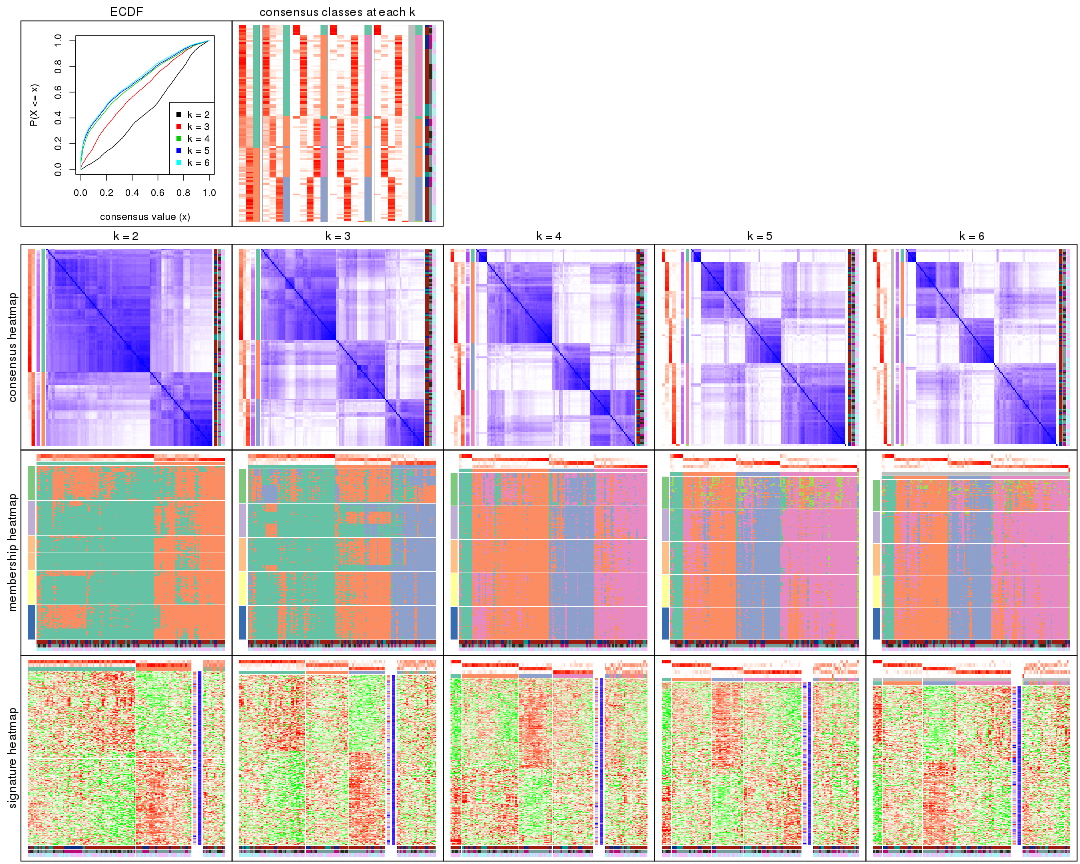 ECDF
consensus classes at each k
P(X <= x)
0.0 0.2 0.4 0.6 0.8 1.0
k = 2
k = 3
k = 4
k = 5
k = 6
0.0 0.2 0.4 0.6 0.8 1.0
consensus value (x)
k = 2 k = 3 k = 4 k = 5 k = 6
consensus heatmap
membership heatmap
signature heatmap